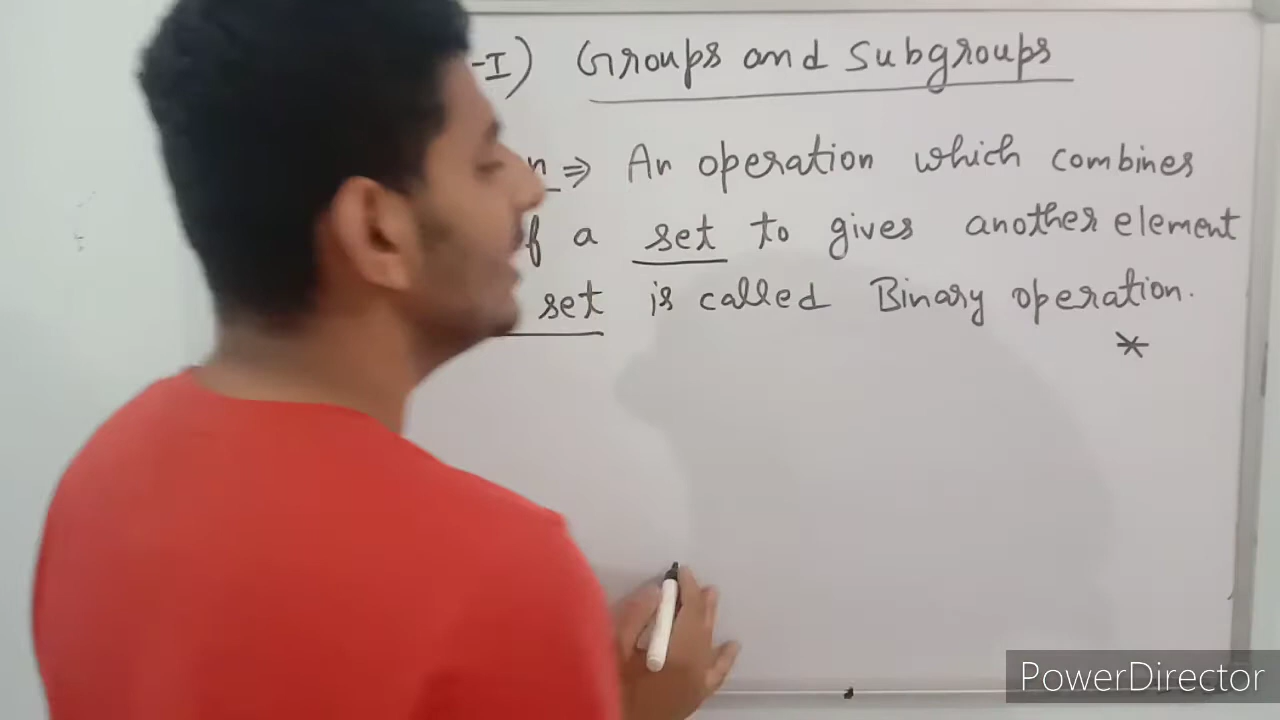 -I) Groups and Subgroups
n ⇒ An operation which combines
f a set to gives another element
set is called Binary operation.
*
PowerDirector